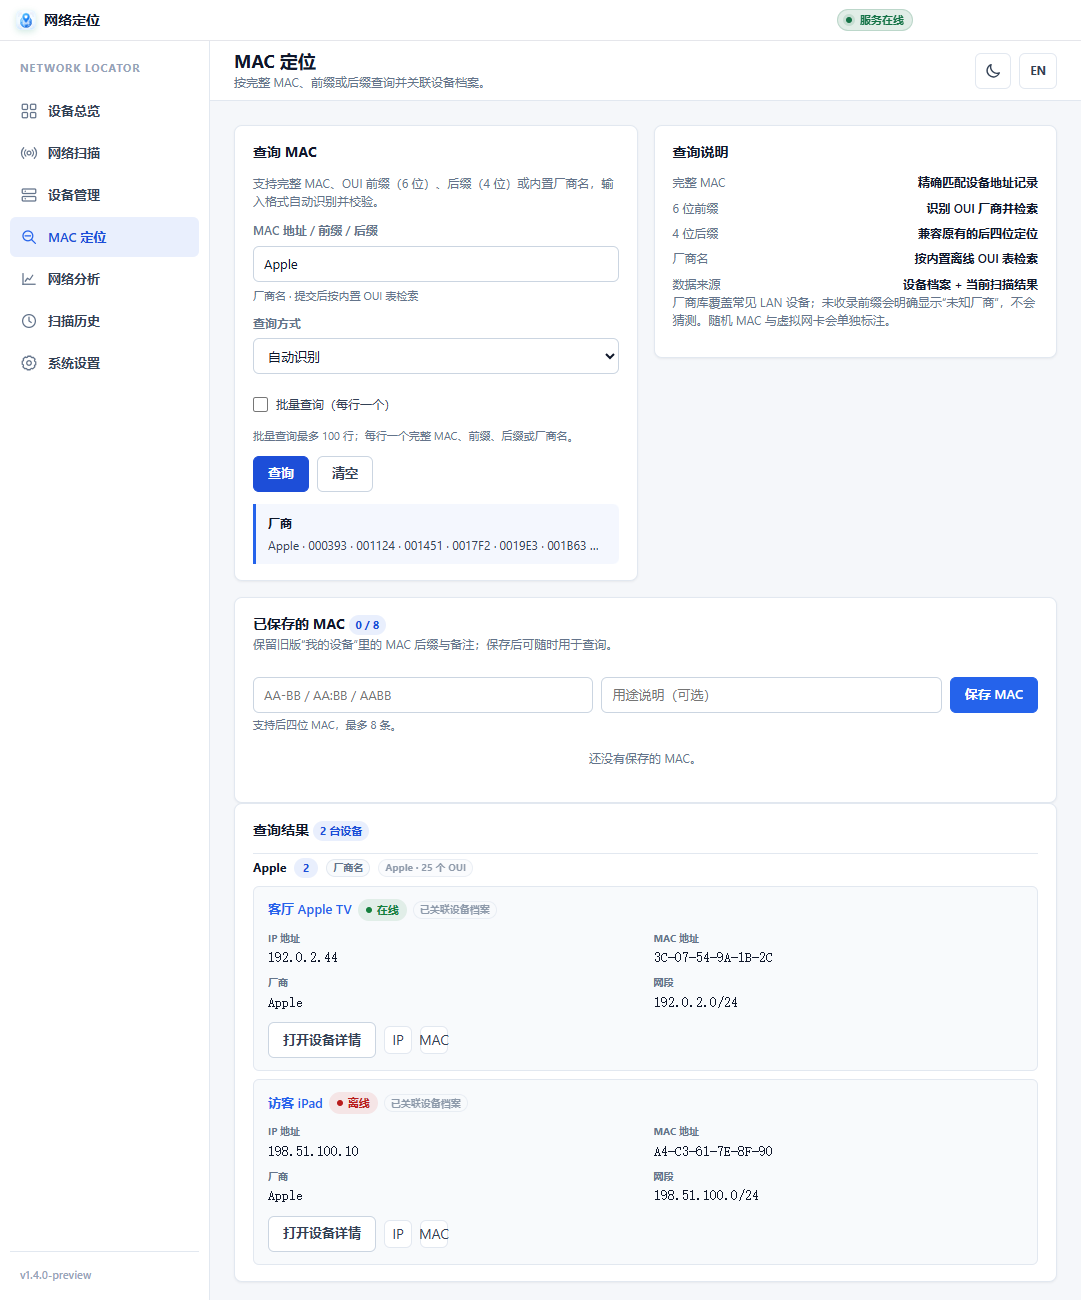 网络定位
服务在线
NETWORK LOCATOR
设备总览
网络扫描
设备管理
MAC 定位
网络分析
扫描历史
系统设置
v1.4.0-preview
MAC 定位
按完整 MAC、前缀或后缀查询并关联设备档案。
EN
查询 MAC
支持完整 MAC、OUI 前缀（6 位）、后缀（4 位）或内置厂商名，输
入格式自动识别并校验。
MAC 地址 / 前缀 / 后缀
Apple
厂商名 · 提交后按内置 OUI 表检索
查询方式
自动识别
批量查询（每行一个）
批量查询最多 100 行；每行一个完整 MAC、前缀、后缀或厂商名。
查询
清空
厂商
Apple · 000393 · 001124 · 001451 · 0017F2 · 0019E3 · 001B63 ...
查询说明
完整 MAC 精确匹配设备地址记录
6 位前缀 识别 OUI 厂商并检索
4 位后缀 兼容原有的后四位定位
厂商名 按内置离线 OUI 表检索
数据来源 设备档案 + 当前扫描结果
厂商库覆盖常见 LAN 设备；未收录前缀会明确显示“未知厂商”，不会
猜测。随机 MAC 与虚拟网卡会单独标注。
已保存的 MAC 0 / 8
保留旧版“我的设备”里的 MAC 后缀与备注；保存后可随时用于查询。
AA-BB / AA:BB / AABB
用途说明（可选）
保存 MAC
支持后四位 MAC，最多 8 条。
还没有保存的 MAC。
查询结果 2 台设备
Apple 2 厂商名 Apple · 25 个 OUI
客厅 Apple TV 在线 已关联设备档案
IP 地址 MAC 地址
192.0.2.44 3C-07-54-9A-1B-2C
厂商 网段
Apple 192.0.2.0/24
打开设备详情 IP MAC
访客 iPad 离线 已关联设备档案
IP 地址 MAC 地址
198.51.100.10 A4-C3-61-7E-8F-90
厂商 网段
Apple 198.51.100.0/24
打开设备详情 IP MAC